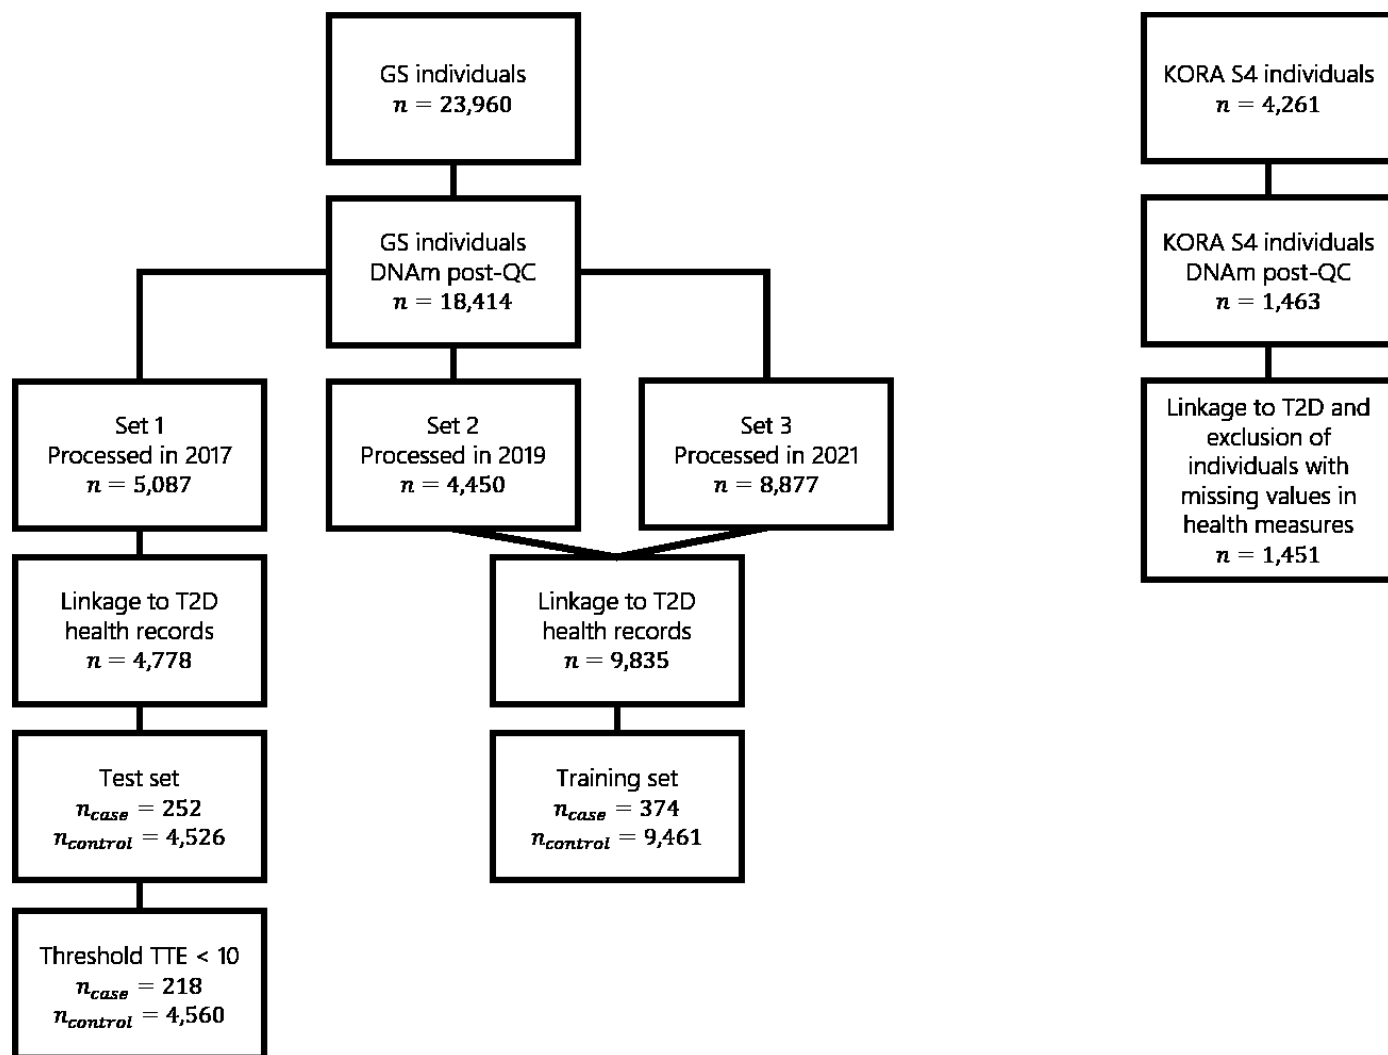 GS individuals
n = 23,960
KORA S4 individuals
n = 4,261
GS individuals
DNAm post-QC
n = 18,414
KORA S4 individuals
DNAm post-QC
n = 1,463
Set 1
Processed in 2017
n = 5,087
Set 2
Processed in 2019
n = 4,450
Set 3
Processed in 2021
n = 8,877
Linkage to T2D and
exclusion of
individuals with
missing values in
health measures
n = 1,451
Linkage to T2D
health records
n = 4,778
Linkage to T2D
health records
n = 9,835
Test set
n_case = 252
n_control = 4,526
Training set
n_case = 374
n_control = 9,461
Threshold TTE < 10
n_case = 218
n_control = 4,560